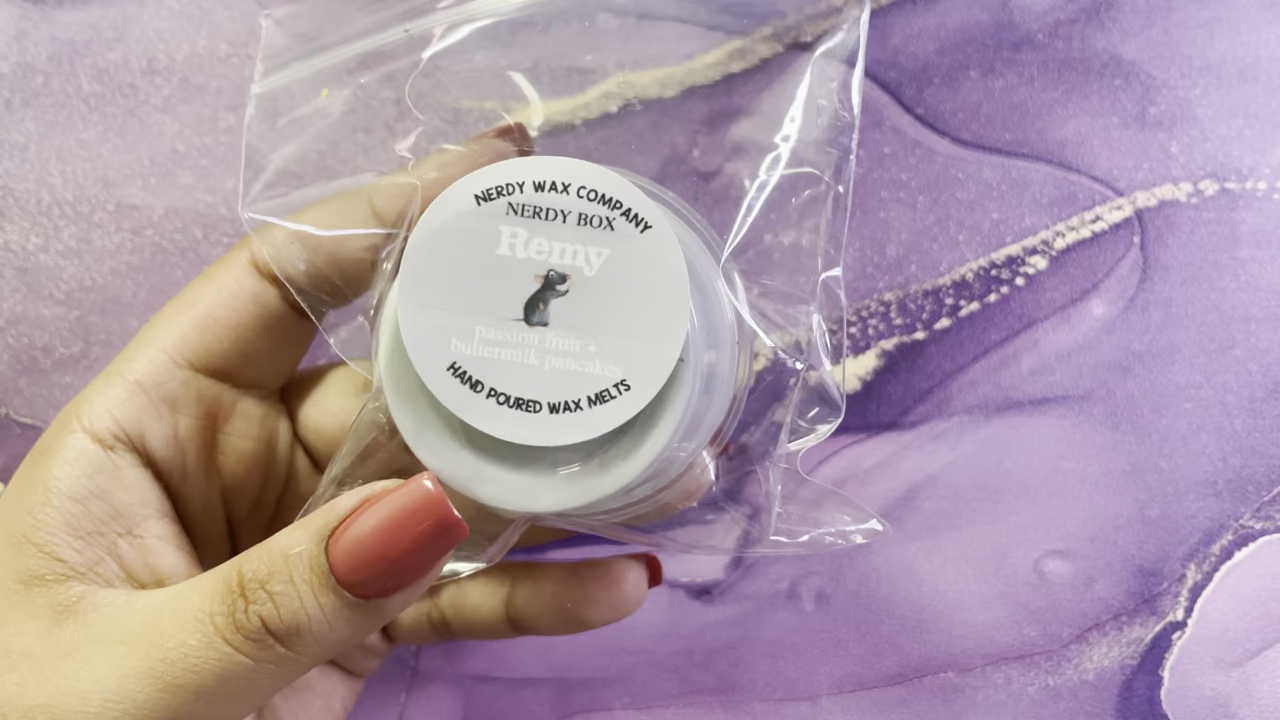 NERDY WAX COMPANY
NERDY BOX
Remy
passion fruit +
buttermilk pancakes
HAND POURED WAX MELTS